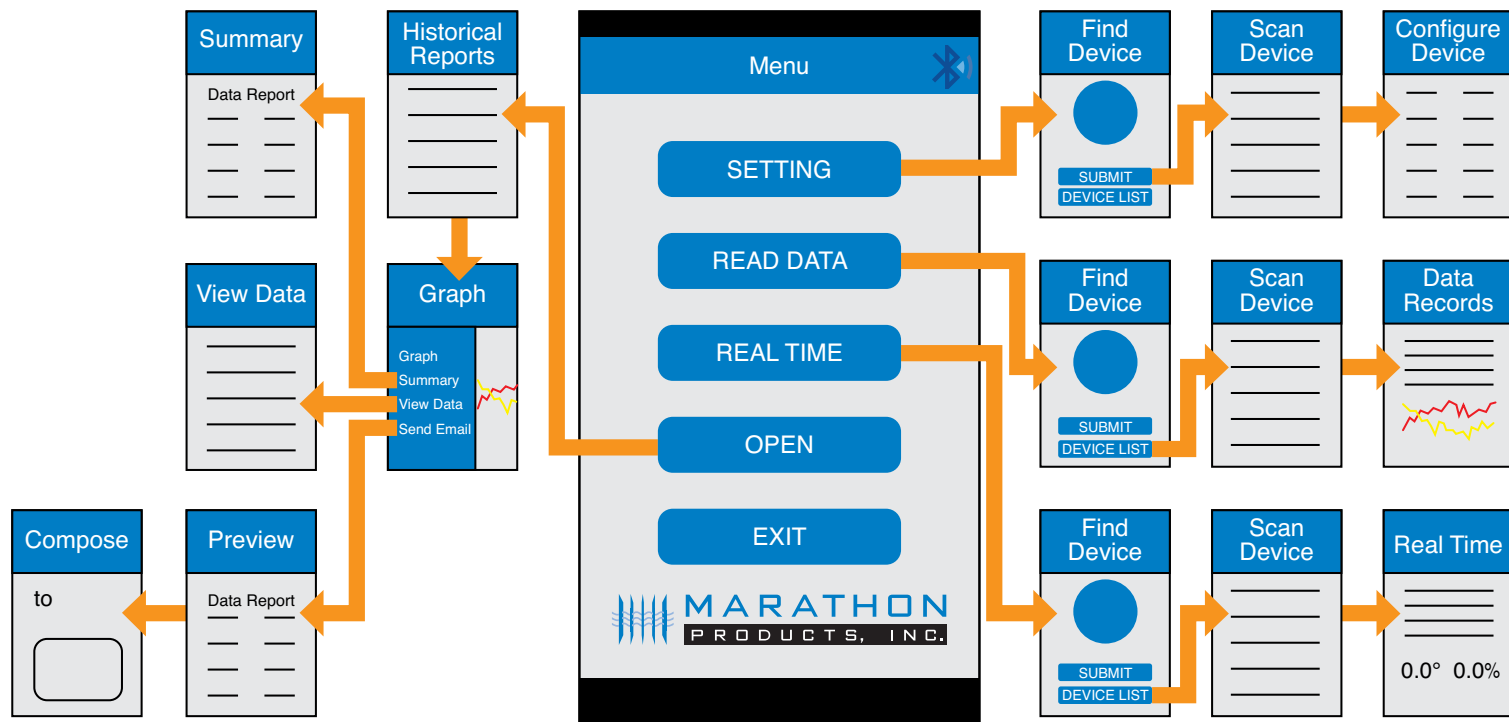 Summary
Data Report
Historical
Reports
View Data
Graph
Graph
Summary
View Data
Send Email
Compose
to
Preview
Data Report
Menu
SETTING
READ DATA
REAL TIME
OPEN
EXIT
MARATHON
PRODUCTS, INC.
Find
Device
SUBMIT
DEVICE LIST
Scan
Device
Configure
Device
Find
Device
SUBMIT
DEVICE LIST
Scan
Device
Data
Records
Find
Device
SUBMIT
DEVICE LIST
Scan
Device
Real Time
0.0° 0.0%